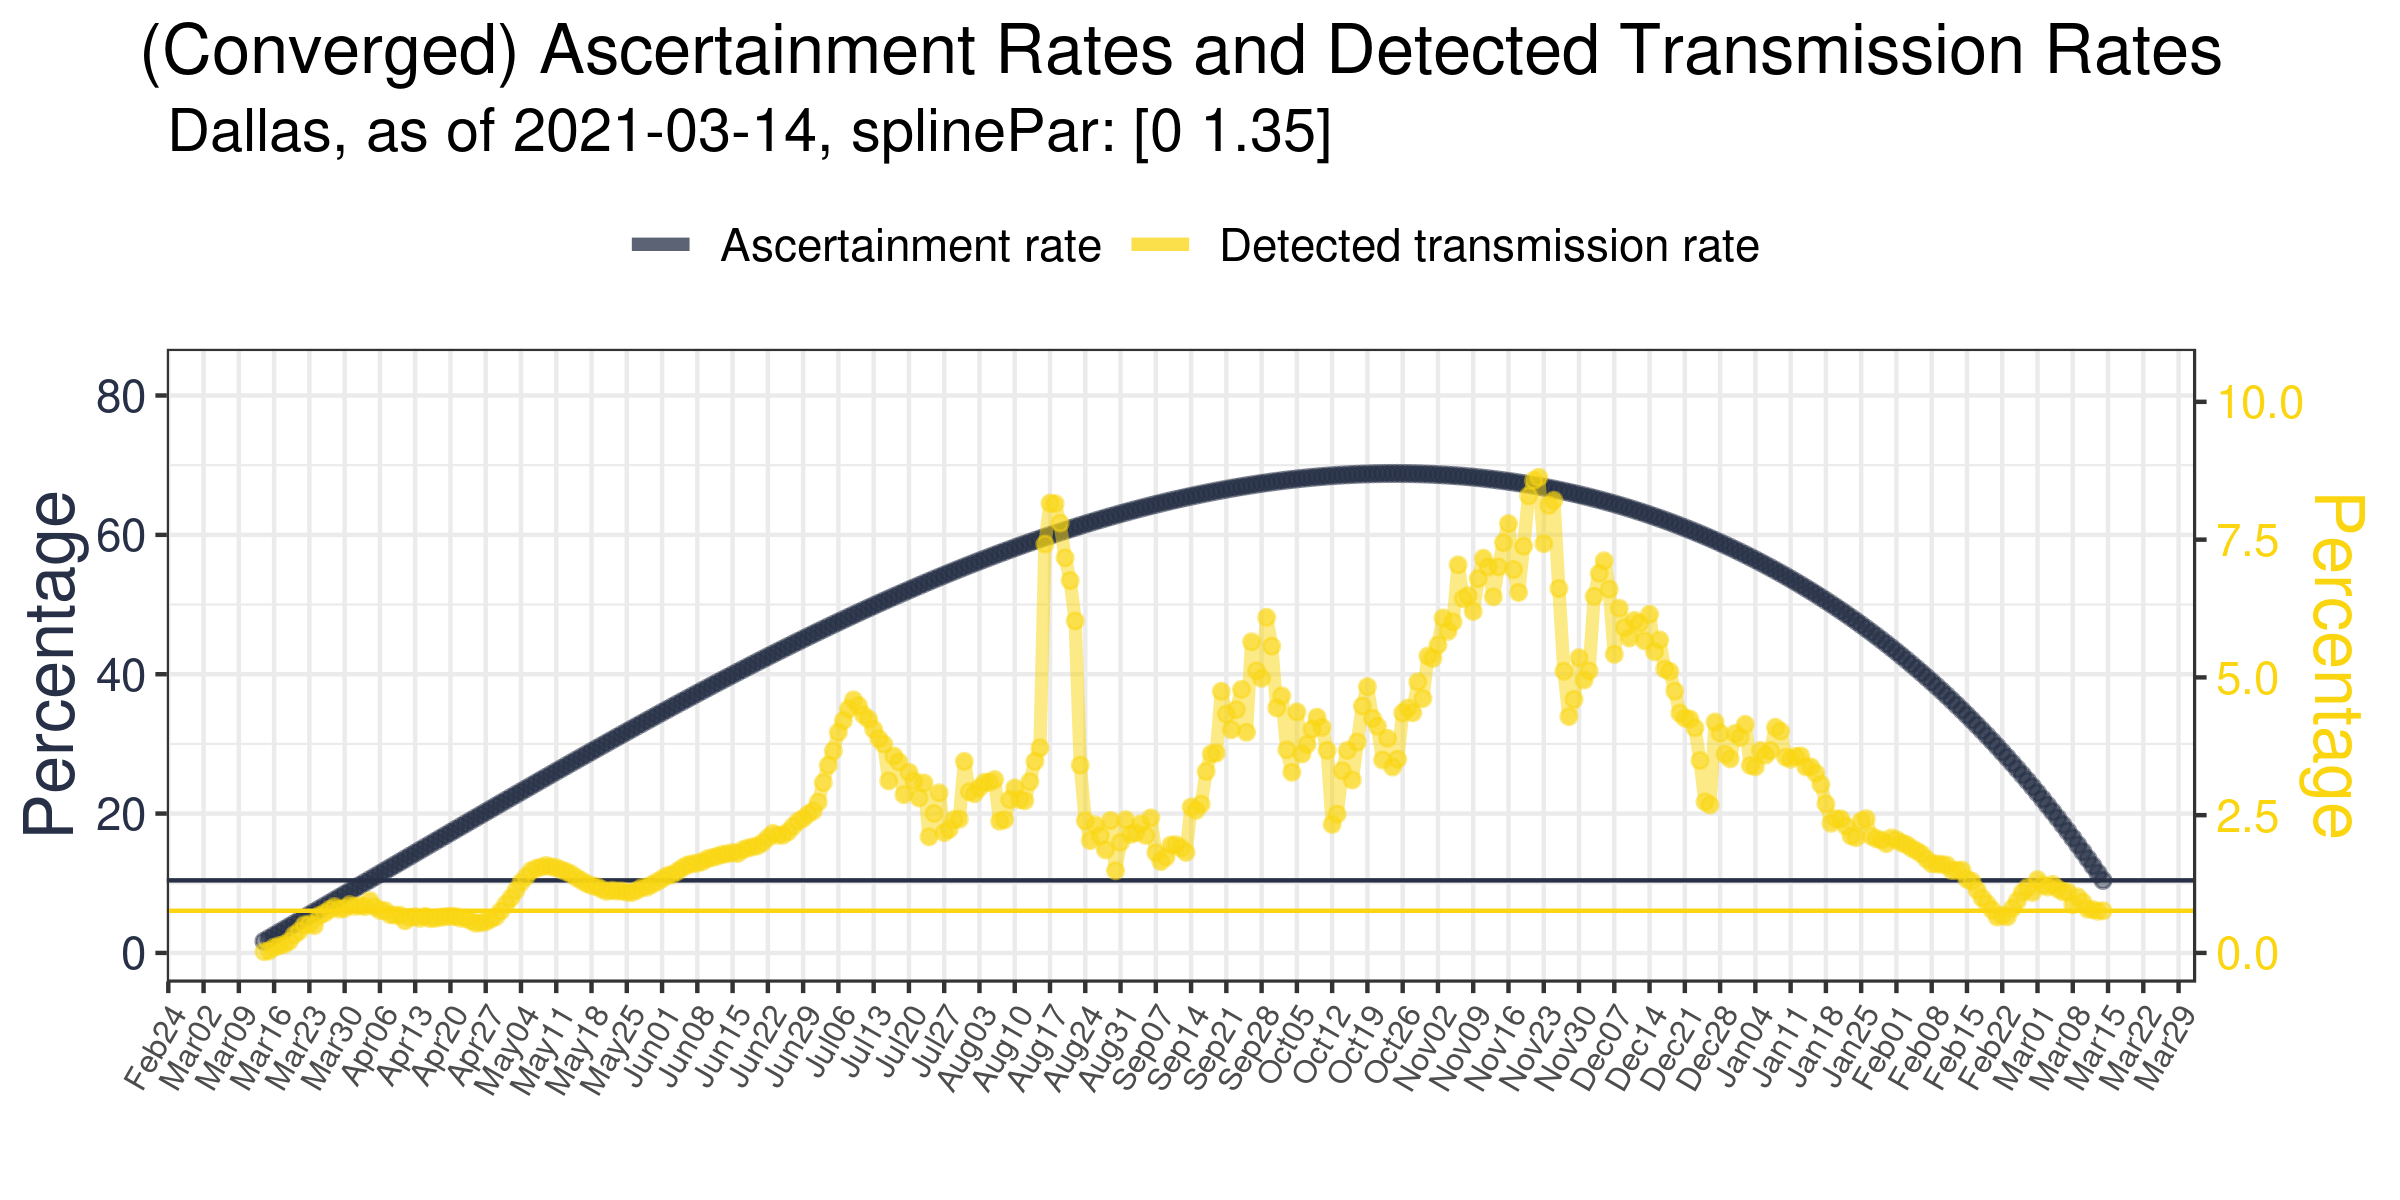 (Converged) Ascertainment Rates and Detected Transmission Rates
Dallas, as of 2021-03-14, splinePar: [0 1.35]
Ascertainment rate Detected transmission rate
Percentage
80
60
40
20
0
10.0
7.5
5.0
2.5
0.0
Percentage
Feb24 Mar02 Mar09 Mar16 Mar23 Mar30 Apr06 Apr13 Apr20 Apr27 May04 May11 May18 May25 Jun01 Jun08 Jun15 Jun22 Jun29 Jul06 Jul13 Jul20 Jul27 Aug03 Aug10 Aug17 Aug24 Aug31 Sep07 Sep14 Sep21 Sep28 Oct05 Oct12 Oct19 Oct26 Nov02 Nov09 Nov16 Nov23 Nov30 Dec07 Dec14 Dec21 Dec28 Jan04 Jan11 Jan18 Jan25 Feb01 Feb08 Feb15 Feb22 Mar01 Mar08 Mar15 Mar22 Mar29